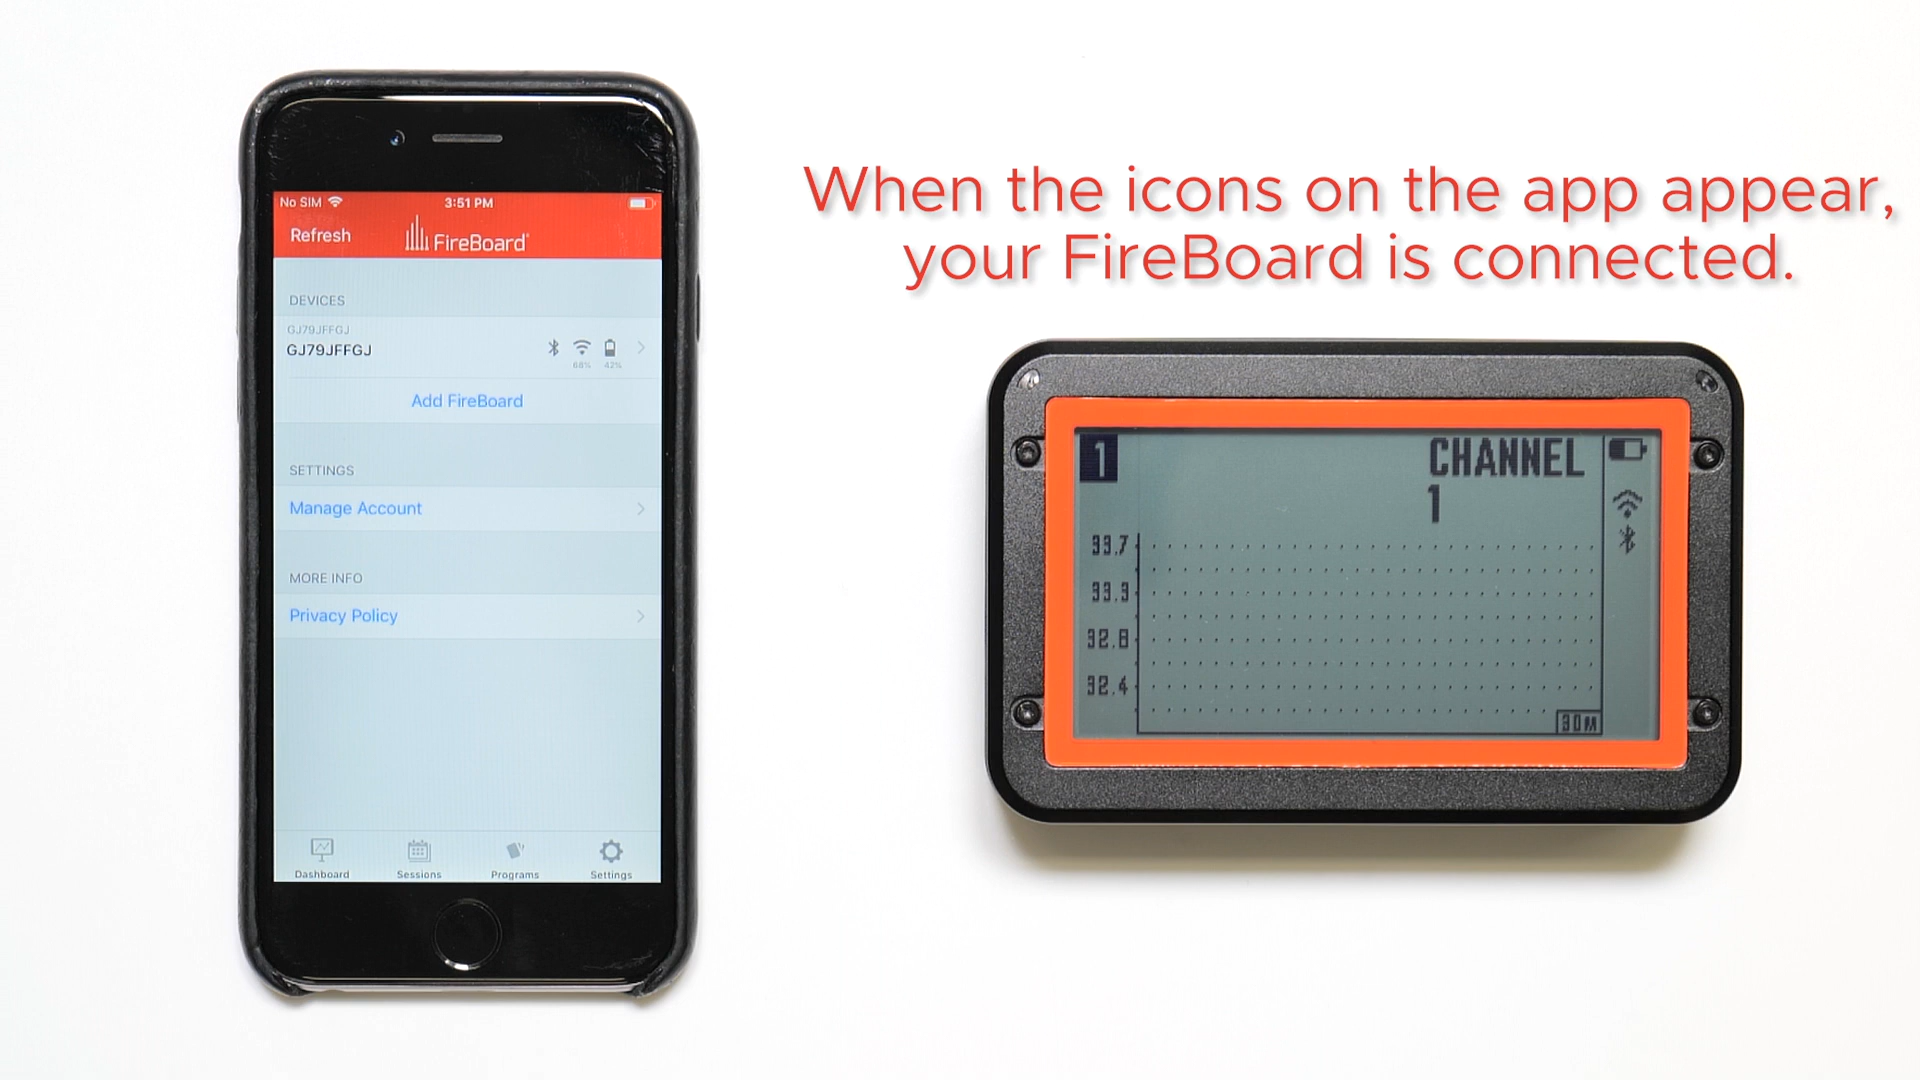 When the icons on the app appear,
your FireBoard is connected.
No SIM
3:51 PM
Refresh
FireBoard
DEVICES
GJ79JFFGJ
GJ79JFFGJ
68%
42%
Add FireBoard
SETTINGS
Manage Account
MORE INFO
Privacy Policy
Dashboard
Sessions
Programs
Settings
1
CHANNEL
1
33.7
33.3
32.8
32.4
30M